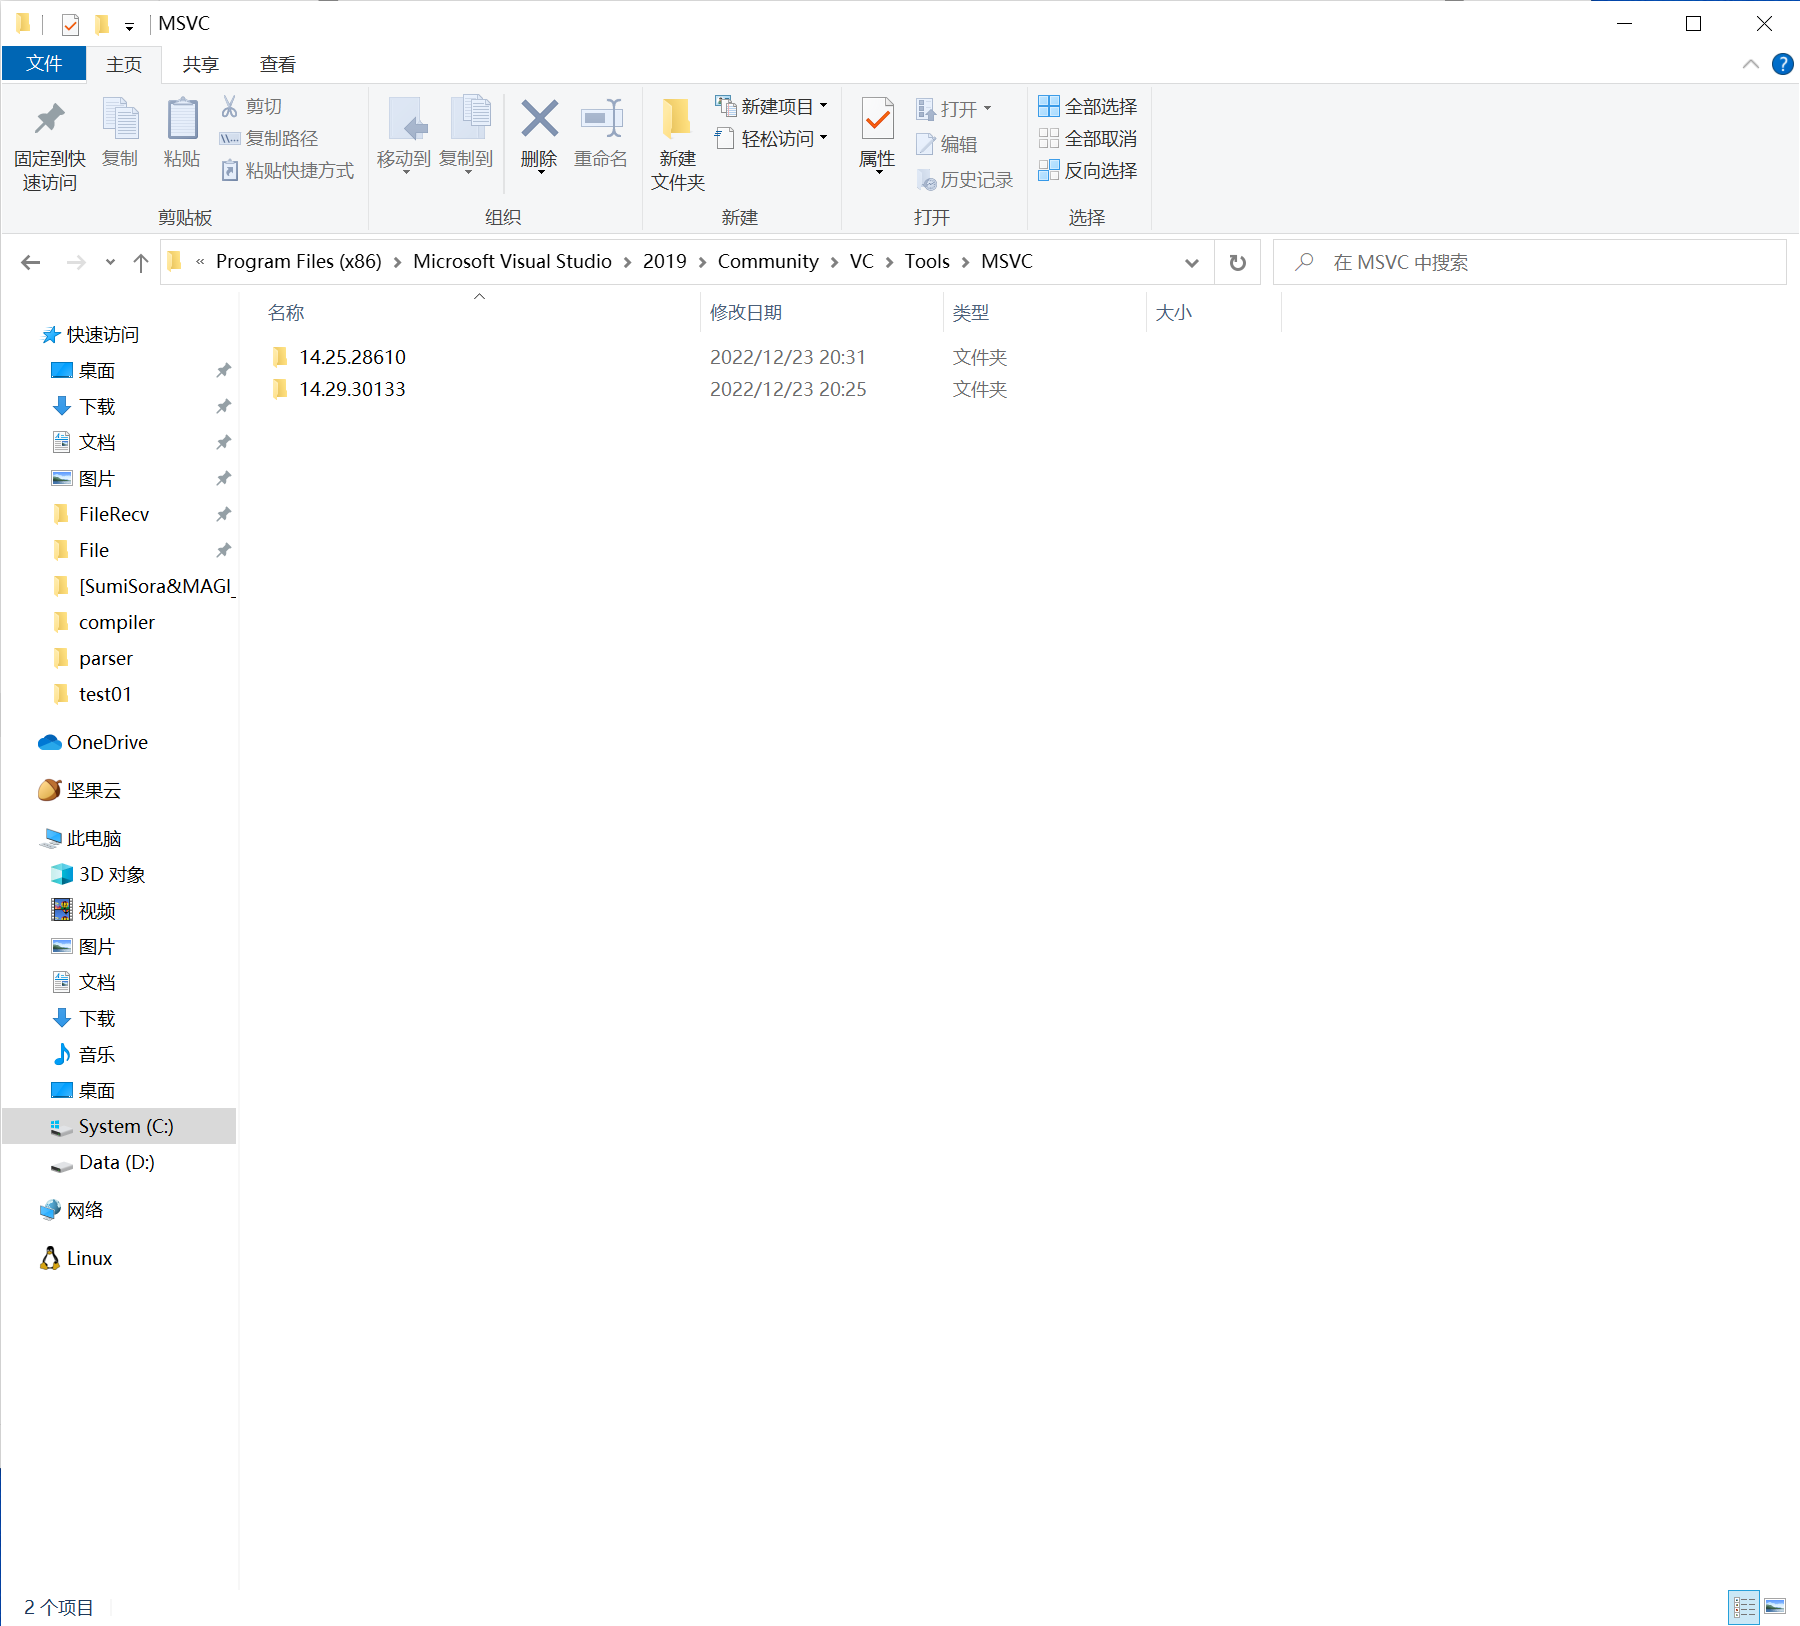 MSVC
文件 主页 共享 查看
固定到快速访问
复制
粘贴
剪切
复制路径
粘贴快捷方式
剪贴板
移动到
复制到
删除
重命名
组织
新建文件夹
新建项目
轻松访问
新建
属性
打开
编辑
历史记录
打开
全部选择
全部取消
反向选择
选择
« Program Files (x86) > Microsoft Visual Studio > 2019 > Community > VC > Tools > MSVC
在 MSVC 中搜索
名称 修改日期 类型 大小
14.25.28610 2022/12/23 20:31 文件夹
14.29.30133 2022/12/23 20:25 文件夹
快速访问
桌面
下载
文档
图片
FileRecv
File
[SumiSora&MAGI_
compiler
parser
test01
OneDrive
坚果云
此电脑
3D 对象
视频
图片
文档
下载
音乐
桌面
System (C:)
Data (D:)
网络
Linux
2 个项目